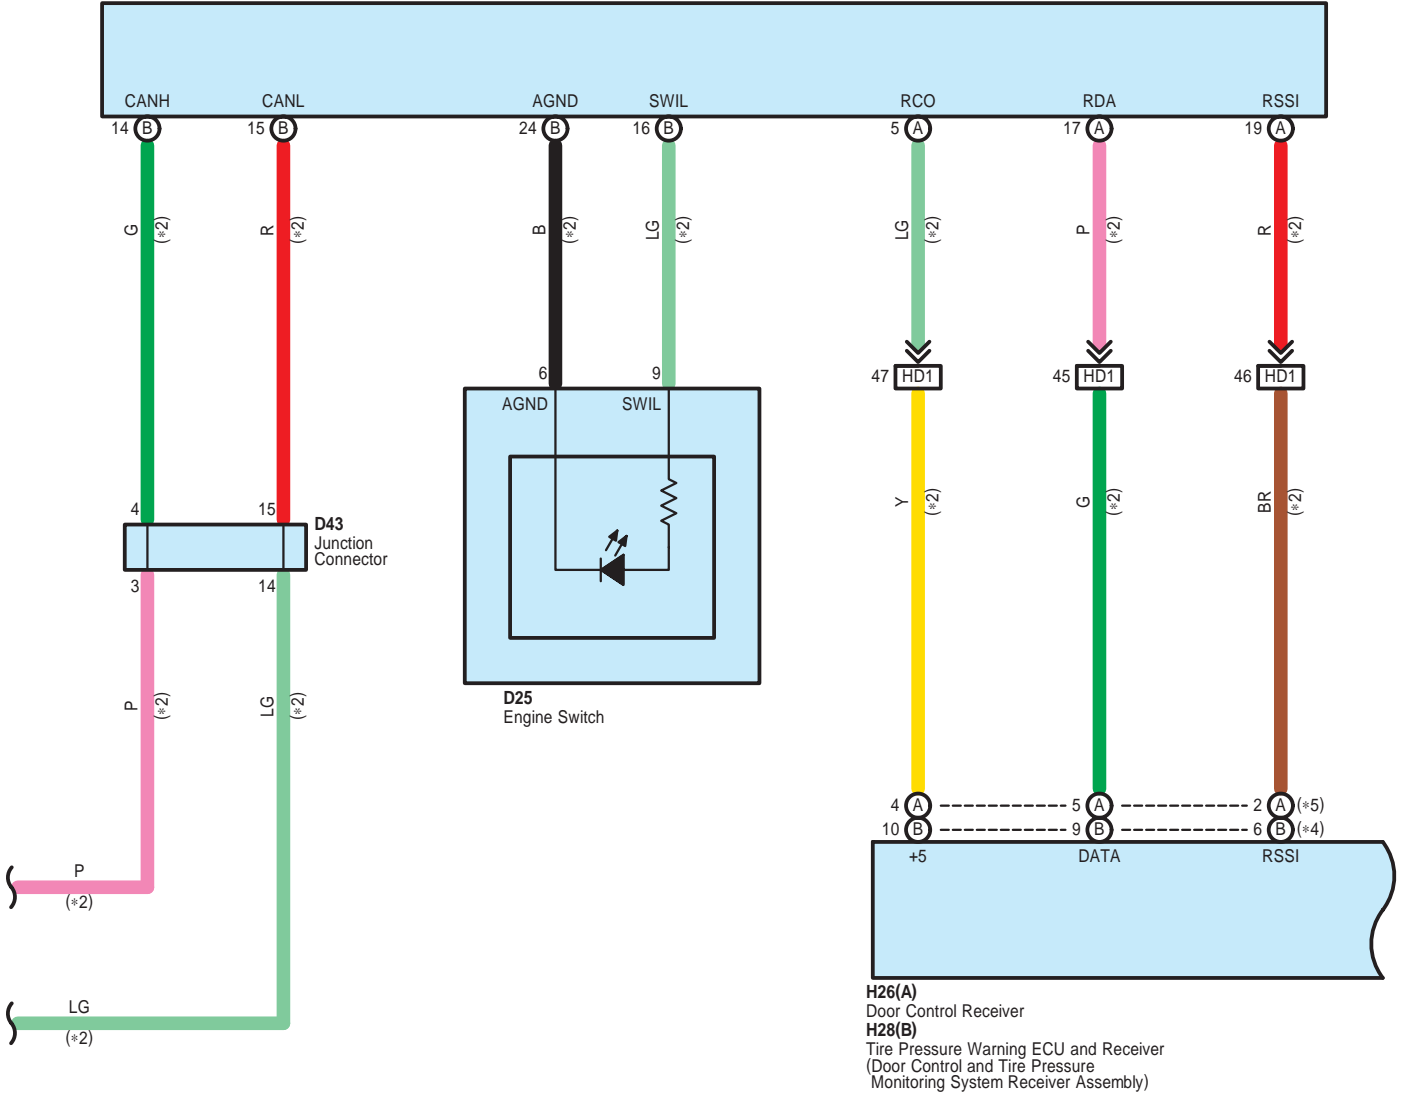 CANH CANL AGND SWIL RCO RDA RSSI
14 B 15 B 24 B 16 B 5 A 17 A 19 A
G (*2) R (*2) B (*2) LG (*2) LG (*2) P (*2) R (*2)
6 9
47 HD1 45 HD1 46 HD1
AGND SWIL
Y (*2) G (*2) BR (*2)
4 15
D43
Junction
Connector
3 14
P (*2) LG (*2)
D25
Engine Switch
4 A 5 A 2 A (*5)
10 B 9 B 6 B (*4)
+5 DATA RSSI
P
(*2)
LG
(*2)
H26(A)
Door Control Receiver
H28(B)
Tire Pressure Warning ECU and Receiver
(Door Control and Tire Pressure
Monitoring System Receiver Assembly)